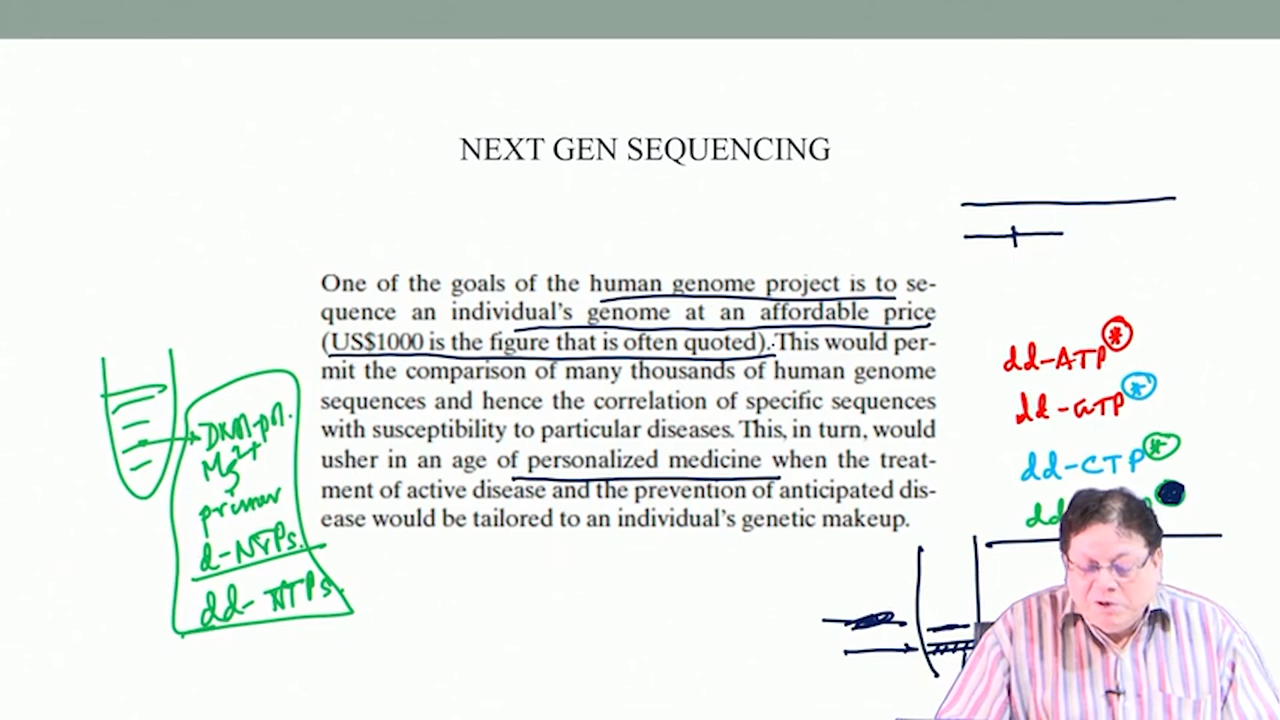 NEXT GEN SEQUENCING
One of the goals of the human genome project is to se-
quence an individual's genome at an affordable price
(US$1000 is the figure that is often quoted). This would per-
mit the comparison of many thousands of human genome
sequences and hence the correlation of specific sequences
with susceptibility to particular diseases. This, in turn, would
usher in an age of personalized medicine when the treat-
ment of active disease and the prevention of anticipated dis-
ease would be tailored to an individual's genetic makeup.
Mg2+
primer
d-NTPs.
dd-NTPs.
dd-ATP*
dd-GTP*
dd-CTP*
dd